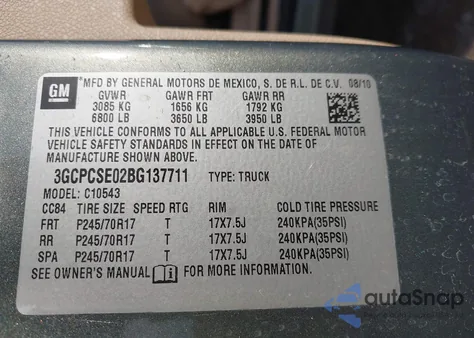 GM
MFD BY GENERAL MOTORS DE MEXICO, S. DE R.L. DE C.V. 08/10
GVWR GAWR FRT GAWR RR
3085 KG 1656 KG 1792 KG
6800 LB 3650 LB 3950 LB
THIS VEHICLE CONFORMS TO ALL APPLICABLE U.S. FEDERAL MOTOR
VEHICLE SAFETY STANDARDS IN EFFECT ON THE DATE OF
MANUFACTURE SHOWN ABOVE.
3GCPCSE02BG137711 TYPE: TRUCK
MODEL: C10543
CC84 TIRE SIZE SPEED RTG RIM COLD TIRE PRESSURE
FRT P245/70R17 T 17X7.5J 240KPA(35PSI)
RR P245/70R17 T 17X7.5J 240KPA(35PSI)
SPA P245/70R17 T 17X7.5J 240KPA(35PSI)
SEE OWNER'S MANUAL FOR MORE INFORMATION.
autaSnap